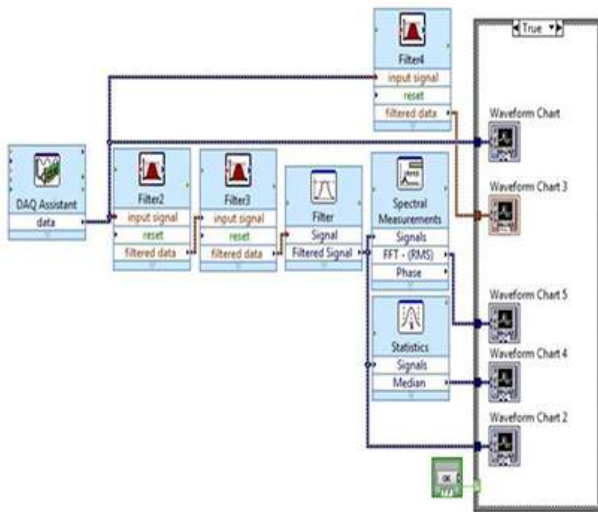 True
Filter4
input signal
reset
filtered data
Waveform Chart
DAQ Assistant
data
Filter2
input signal
reset
filtered data
Filter3
input signal
reset
filtered data
Filter
Signal
Filtered Signal
Spectral
Measurements
Signals
FFT - (RMS)
Phase
Waveform Chart 3
Statistics
Signals
Median
Waveform Chart 5
Waveform Chart 4
Waveform Chart 2
OK